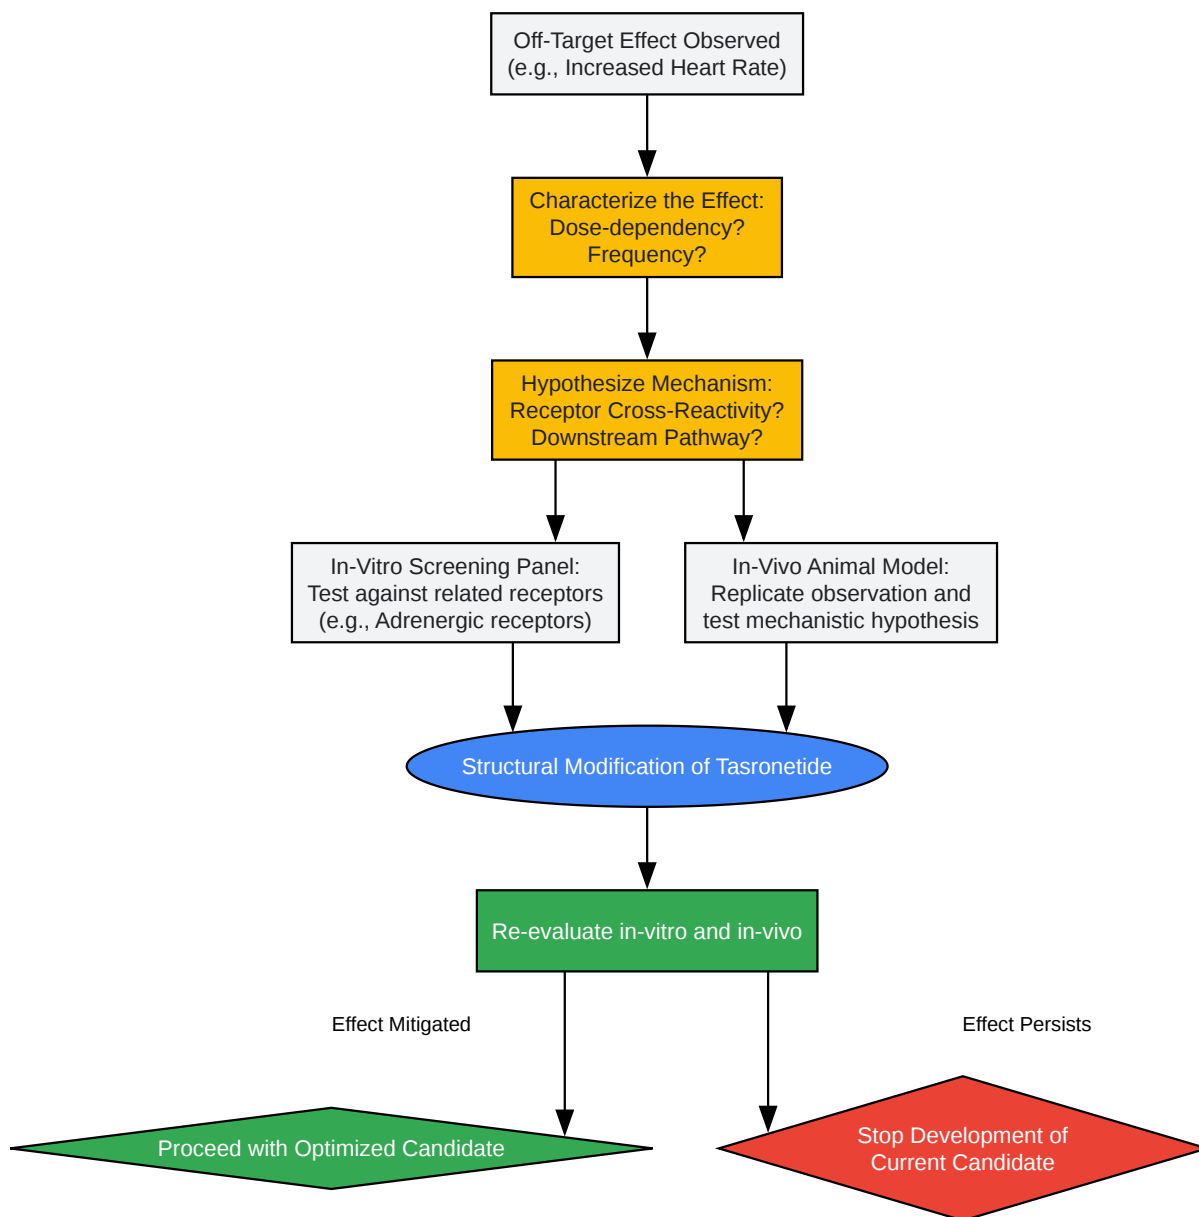 Off-Target Effect Observed
(e.g., Increased Heart Rate)
Characterize the Effect:
Dose-dependency?
Frequency?
Hypothesize Mechanism:
Receptor Cross-Reactivity?
Downstream Pathway?
In-Vitro Screening Panel:
Test against related receptors
(e.g., Adrenergic receptors)
In-Vivo Animal Model:
Replicate observation and
test mechanistic hypothesis
Structural Modification of Tasronetide
Re-evaluate in-vitro and in-vivo
Effect Mitigated
Effect Persists
Proceed with Optimized Candidate
Stop Development of
Current Candidate